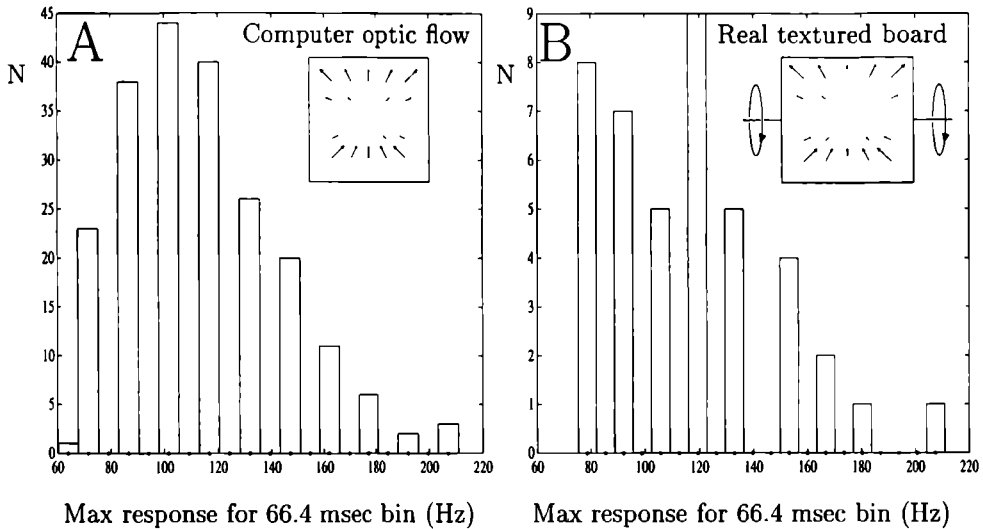 A
Computer optic flow
N
45
40
35
30
25
20
15
10
5
0
60 80 100 120 140 160 180 200 220
Max response for 66.4 msec bin (Hz)
B
Real textured board
N
9
8
7
6
5
4
3
2
1
0
60 80 100 120 140 160 180 200 220
Max response for 66.4 msec bin (Hz)